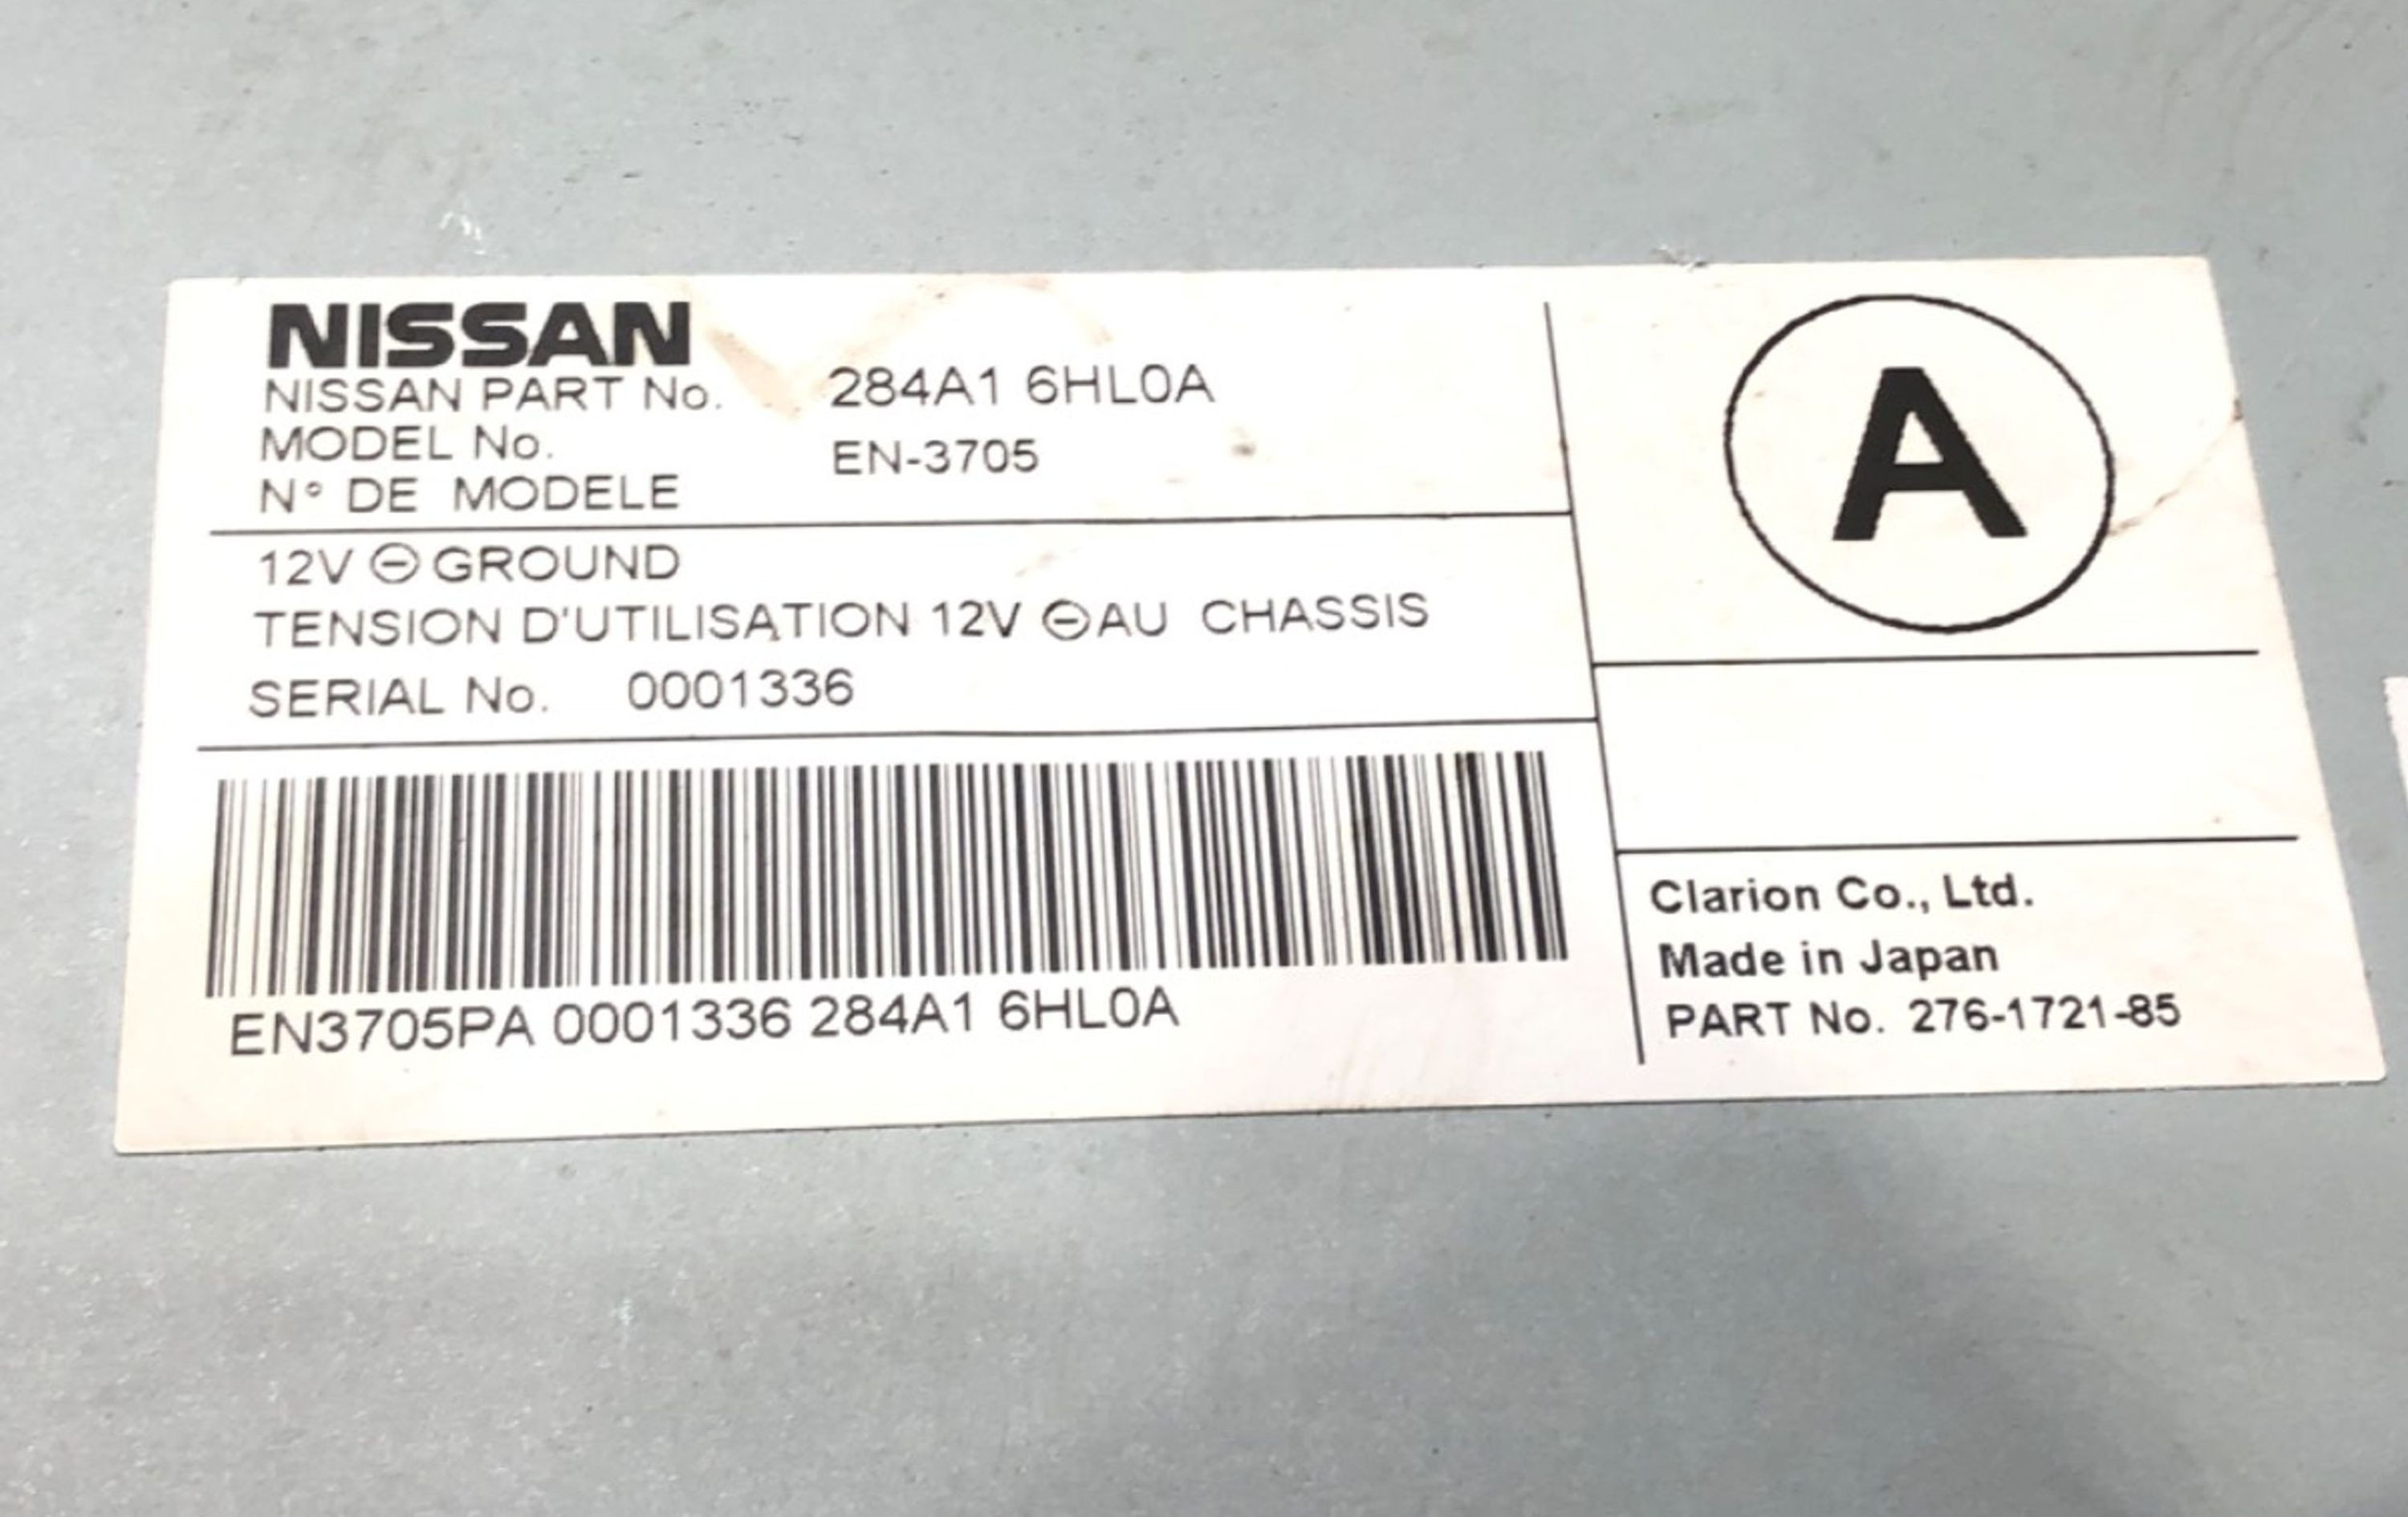 NISSAN
NISSAN PART No. 284A1 6HL0A
MODEL No. EN-3705
N° DE MODELE
12V ⊖ GROUND
TENSION D'UTILISATION 12V ⊖ AU CHASSIS
SERIAL No. 0001336
EN3705PA 0001336 284A1 6HL0A
A
Clarion Co., Ltd.
Made in Japan
PART No. 276-1721-85